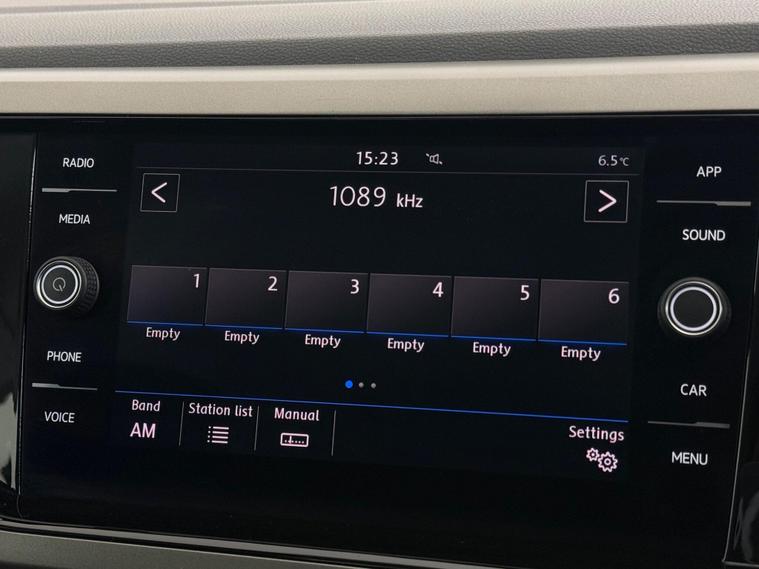 RADIO
MEDIA
PHONE
VOICE
15:23
6.5°C
1089 kHz
1 2 3 4 5 6
Empty Empty Empty Empty Empty Empty
Band
AM
Station list
Manual
Settings
APP
SOUND
CAR
MENU